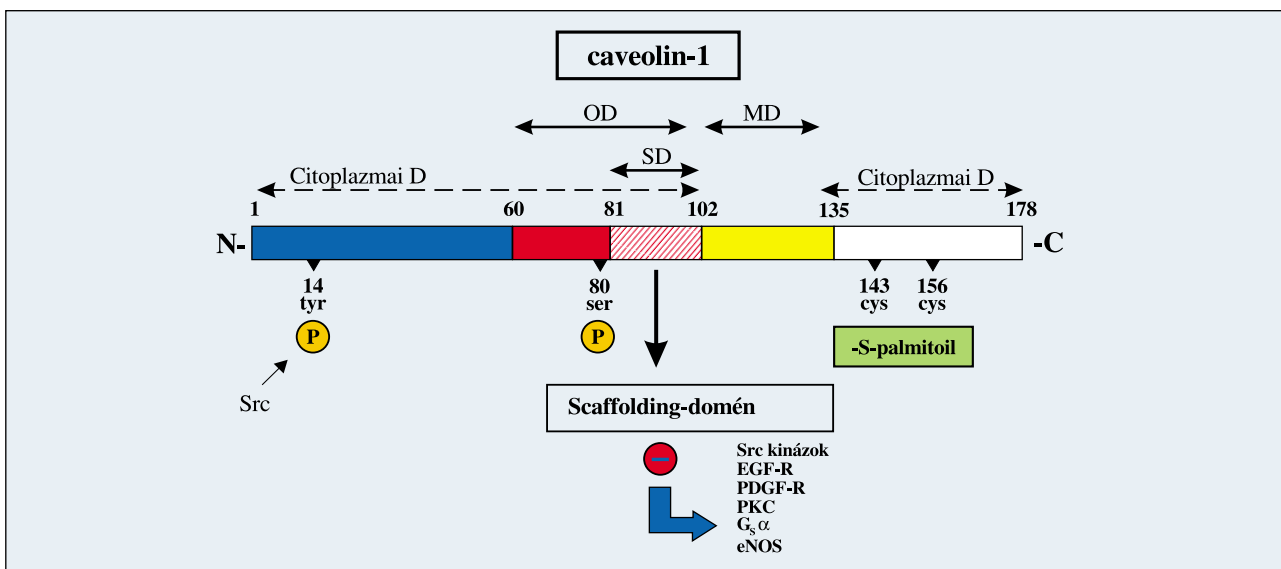 caveolin-1
OD
MD
SD
Citoplazmai D
Citoplazmai D
1 60 81 102 135 178
N- -C
14 80 143 156
tyr ser cys cys
P P
-S-palmitoil
Src
Scaffolding-domén
–
Src kinázok
EGF-R
PDGF-R
PKC
Gs α
eNOS